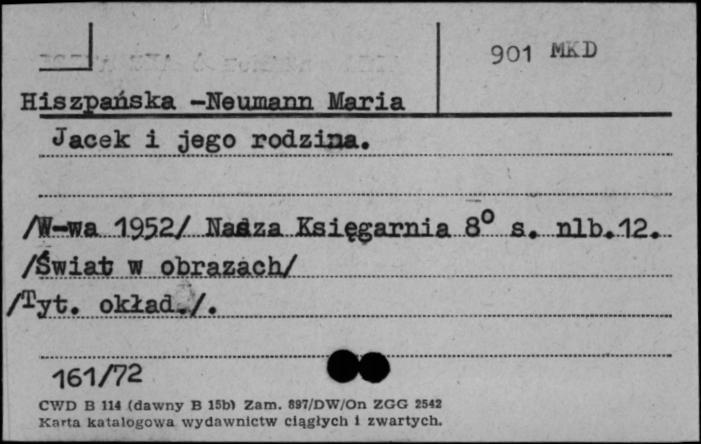 901 MKD
Hiszpańska -Neumann Maria
Jacek i jego rodzina.
/W-wa 1952/ Nasza Księgarnia 8° s. nlb.12.
/Świat w obrazach/
/Tyt. okład./.
161/72
CWD B 114 (dawny B 15b) Zam. 897/DW/On ZGG 2542
Karta katalogowa wydawnictw ciągłych i zwartych.